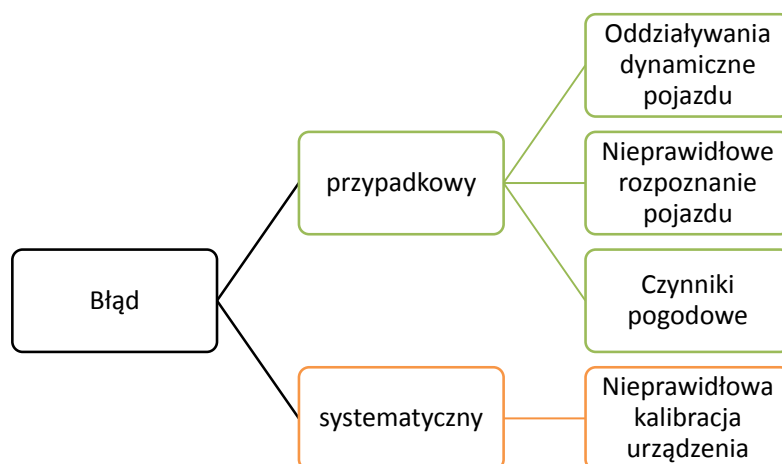 Błąd
przypadkowy
Oddziaływania
dynamiczne
pojazdu
Nieprawidłowe
rozpoznanie
pojazdu
Czynniki
pogodowe
systematyczny
Nieprawidłowa
kalibracja
urządzenia